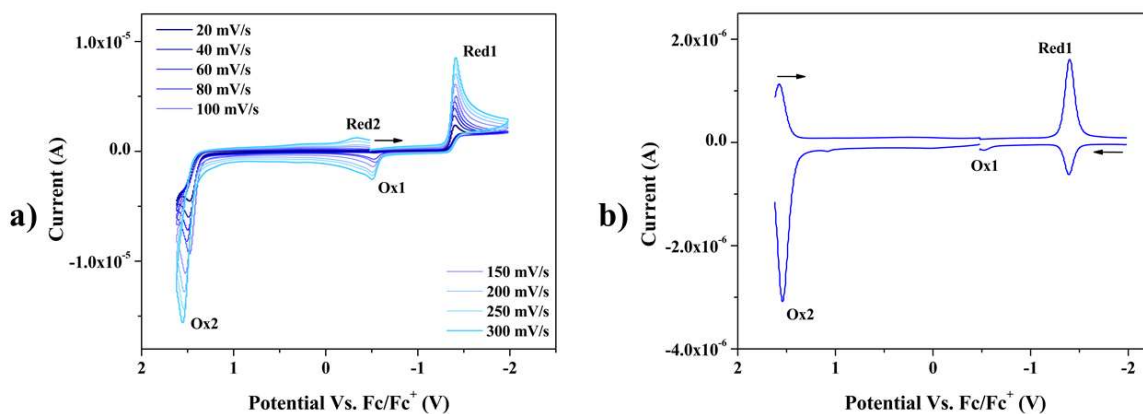 a)
20 mV/s
40 mV/s
60 mV/s
80 mV/s
100 mV/s
150 mV/s
200 mV/s
250 mV/s
300 mV/s
Red1
Red2
Ox1
Ox2
1.0x10⁻⁵
0.0
-1.0x10⁻⁵
Current (A)
2 1 0 -1 -2
Potential Vs. Fc/Fc⁺ (V)
b)
Red1
Ox1
Ox2
2.0x10⁻⁶
0.0
-2.0x10⁻⁶
-4.0x10⁻⁶
Current (A)
2 1 0 -1 -2
Potential Vs. Fc/Fc⁺ (V)